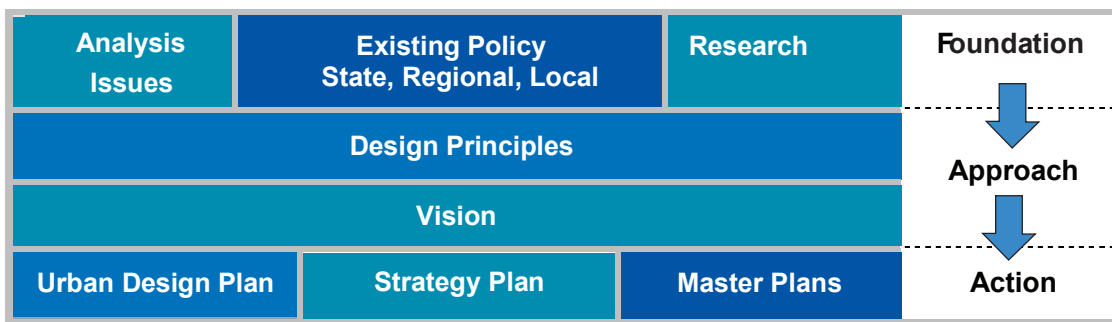 Analysis
Issues
Existing Policy
State, Regional, Local
Research
Foundation
Design Principles
Approach
Vision
Urban Design Plan
Strategy Plan
Master Plans
Action